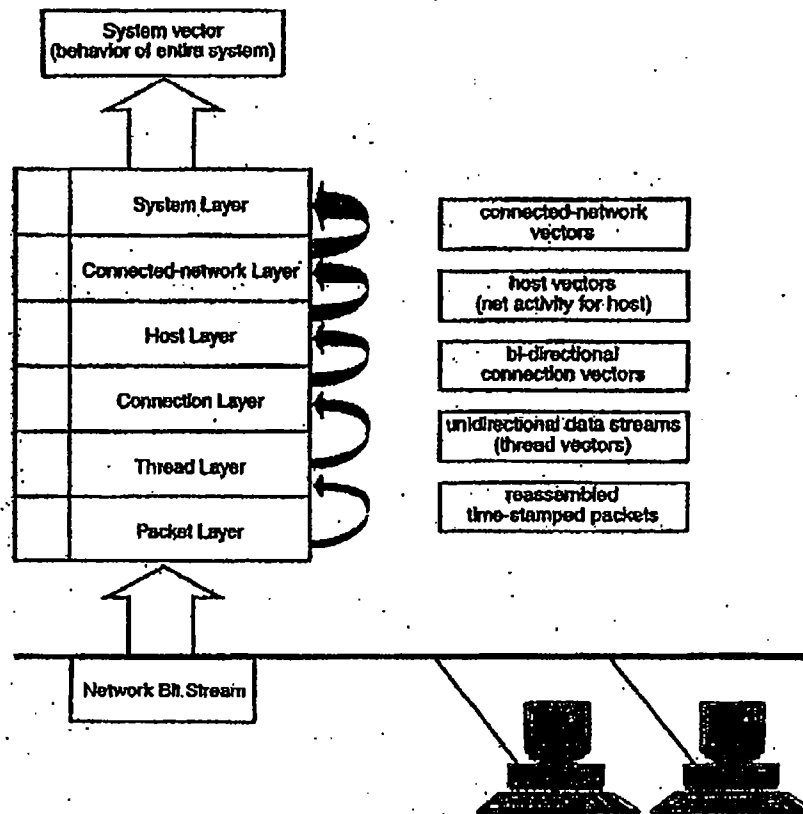 System vector
(behavior of entire system)
System Layer
Connected-network Layer
Host Layer
Connection Layer
Thread Layer
Packet Layer
connected-network
vectors
host vectors
(net activity for host)
bi-directional
connection vectors
unidirectional data streams
(thread vectors)
reassembled
time-stamped packets
Network Bit Stream